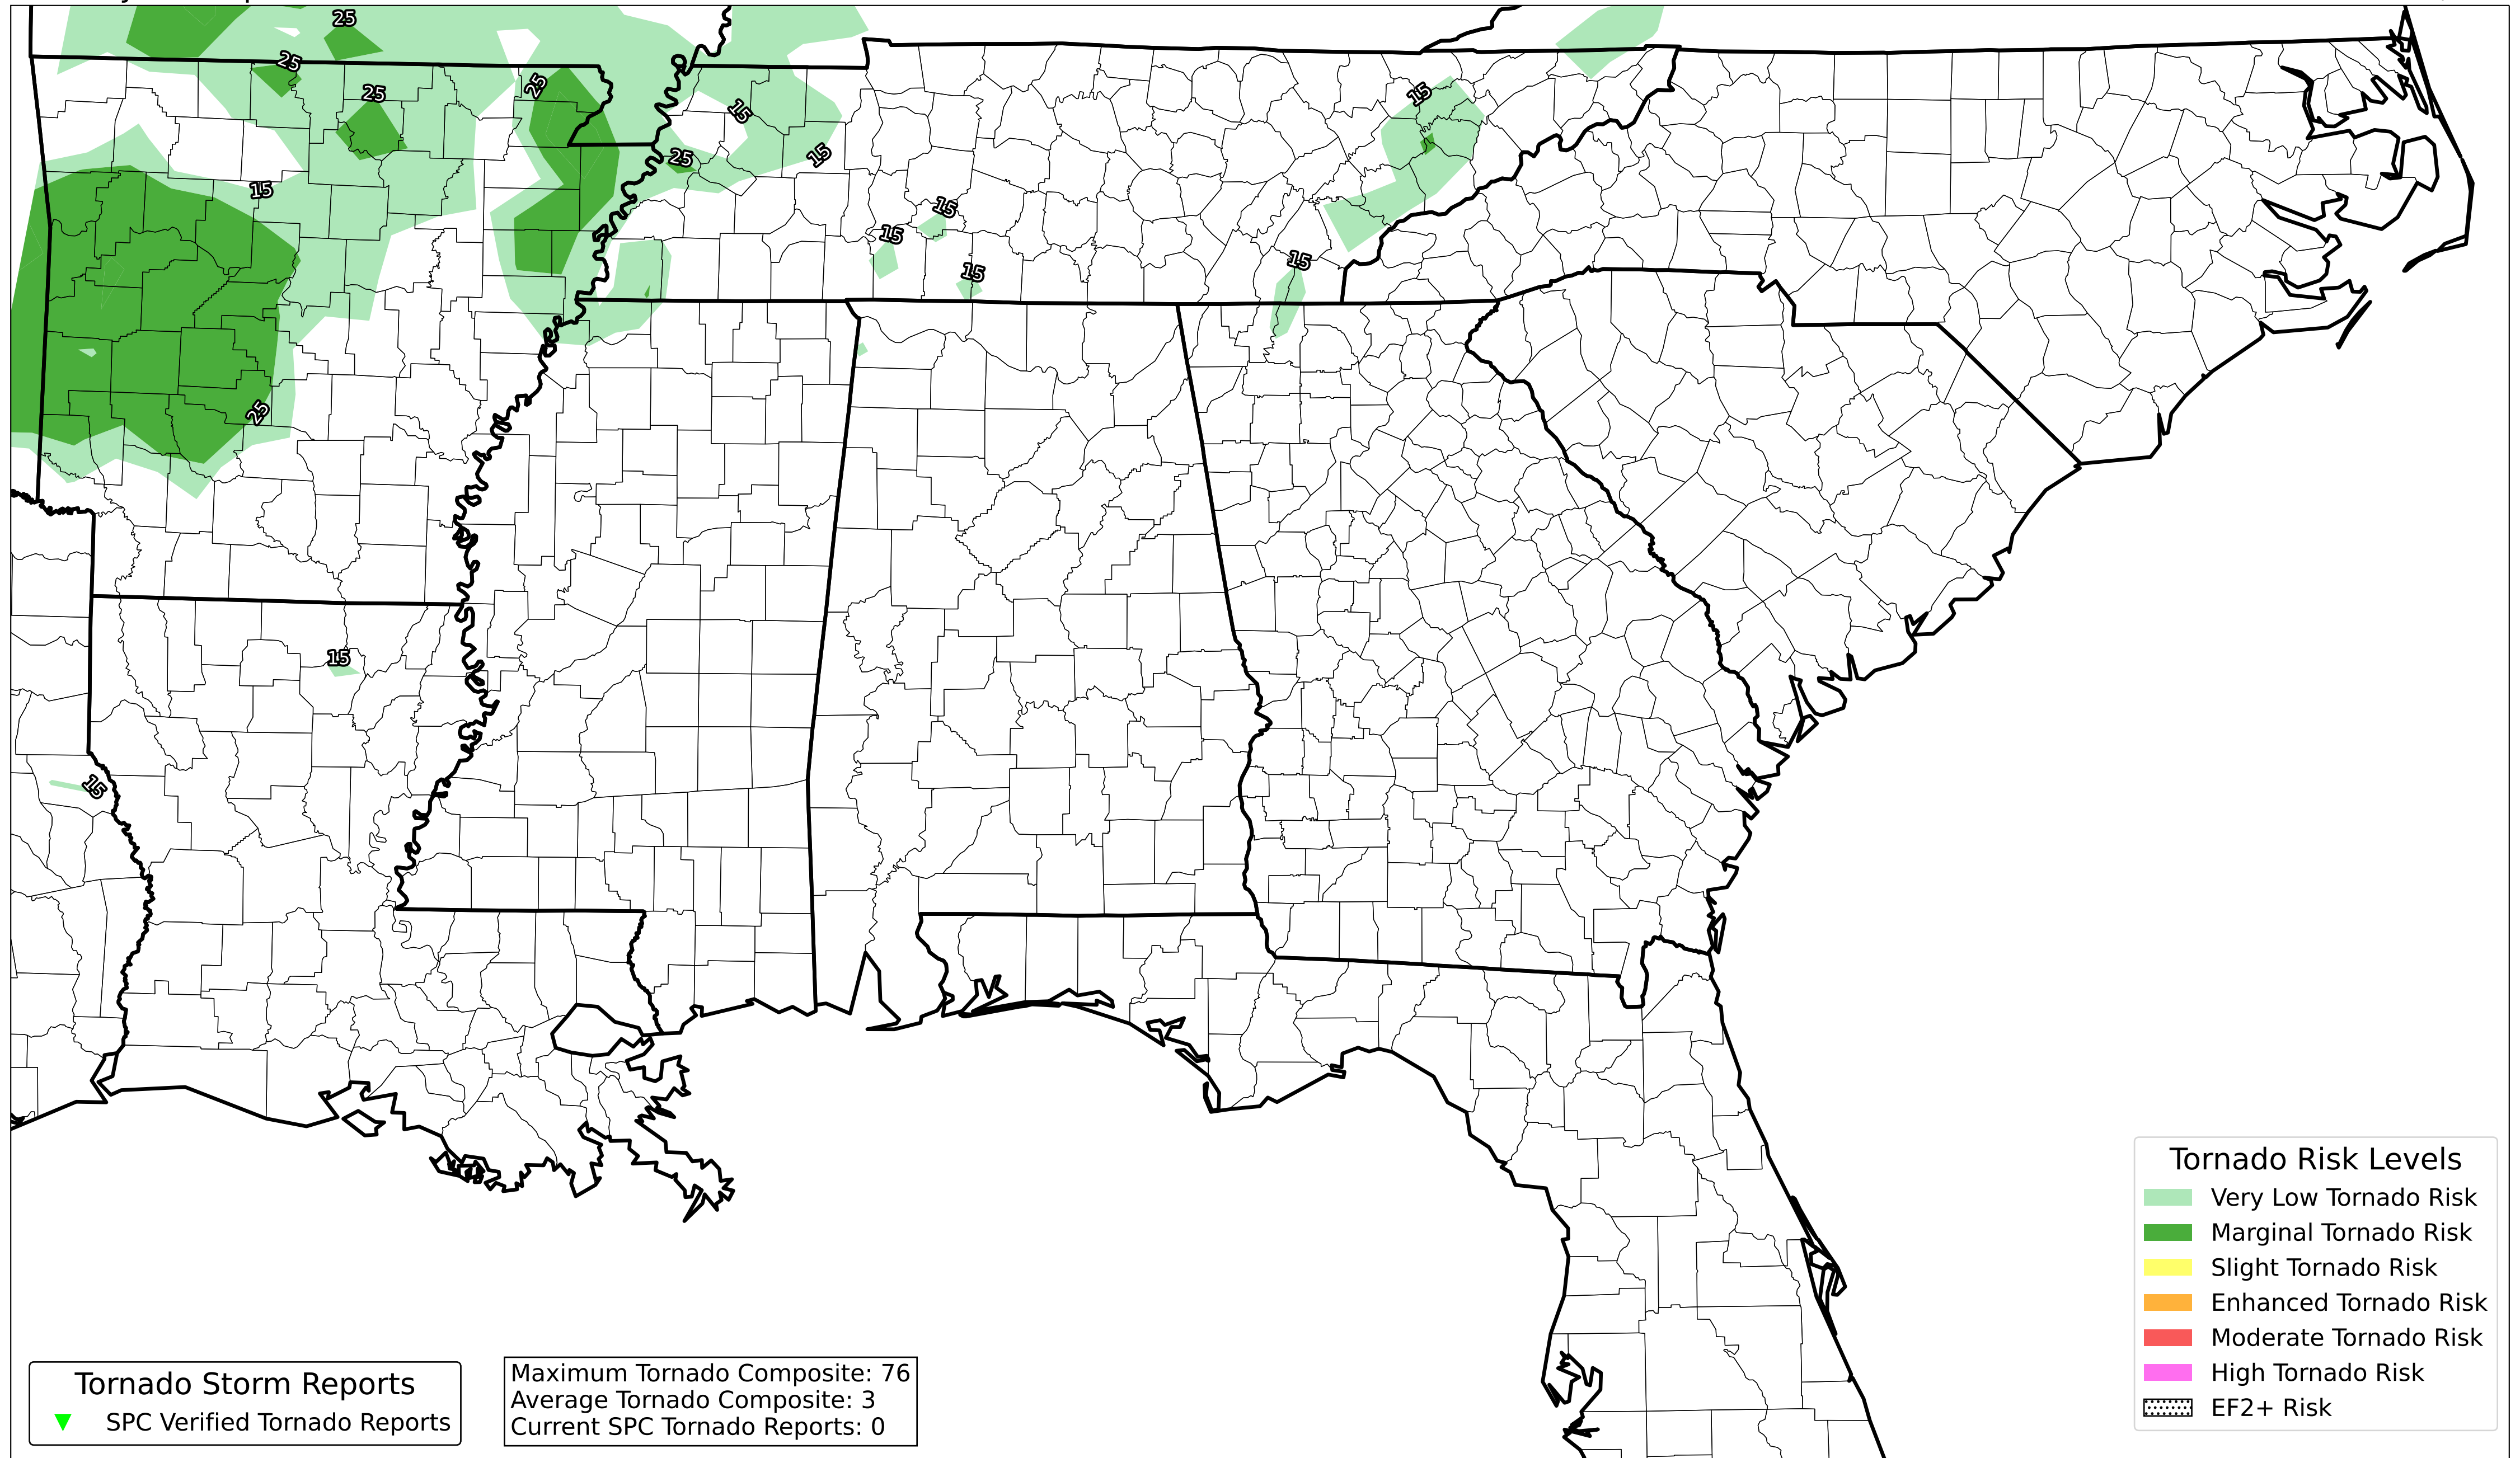 25
25
25
25
15
25
15
15
15
15
15
15
15
15
25
15
15
Tornado Risk Levels
Very Low Tornado Risk
Marginal Tornado Risk
Slight Tornado Risk
Enhanced Tornado Risk
Moderate Tornado Risk
High Tornado Risk
EF2+ Risk
Tornado Storm Reports
SPC Verified Tornado Reports
Maximum Tornado Composite: 76
Average Tornado Composite: 3
Current SPC Tornado Reports: 0